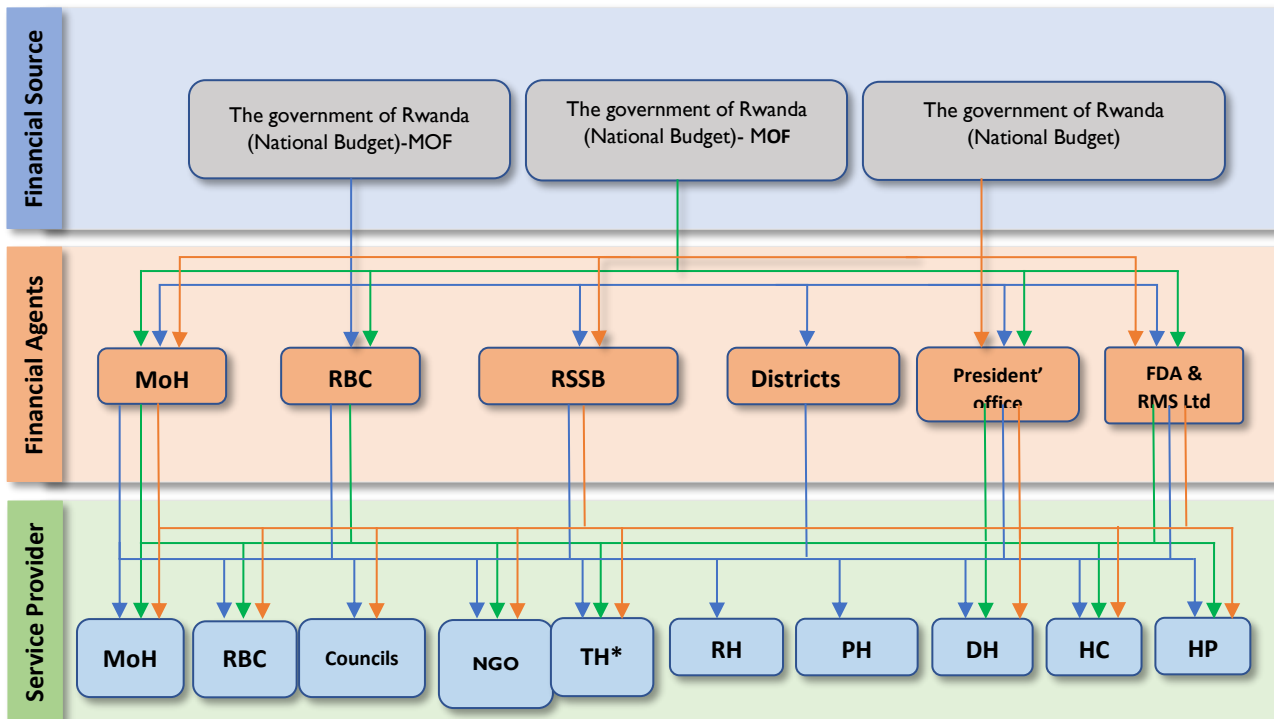 Financial Source
The government of Rwanda
(National Budget)-MOF
The government of Rwanda
(National Budget)- MOF
The government of Rwanda
(National Budget)
Financial Agents
MoH
RBC
RSSB
Districts
President'
office
FDA &
RMS Ltd
Service Provider
MoH
RBC
Councils
NGO
TH*
RH
PH
DH
HC
HP